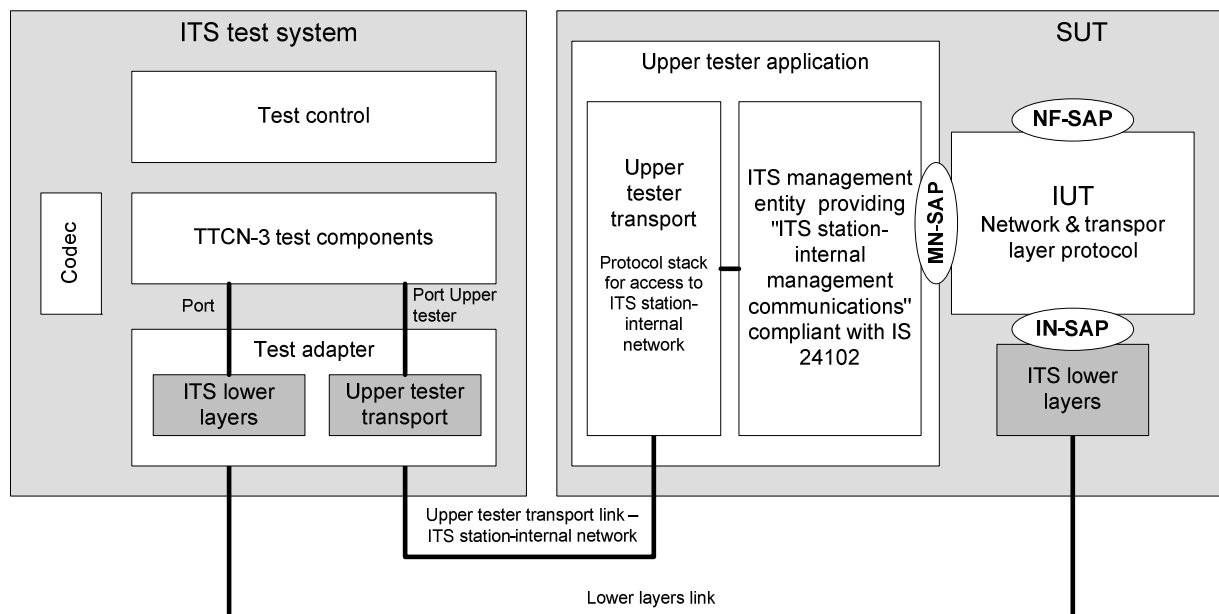 ITS test system
Test control
Codec
TTCN-3 test components
Port
Port Upper
tester
Test adapter
ITS lower
layers
Upper tester
transport
SUT
Upper tester application
Upper
tester
transport
Protocol stack
for access to
ITS station-
internal
network
ITS management
entity providing
"ITS station-
internal
management
communications"
compliant with IS
24102
MN-SAP
NF-SAP
IUT
Network & transpor
layer protocol
IN-SAP
ITS lower
layers
Upper tester transport link –
ITS station-internal network
Lower layers link